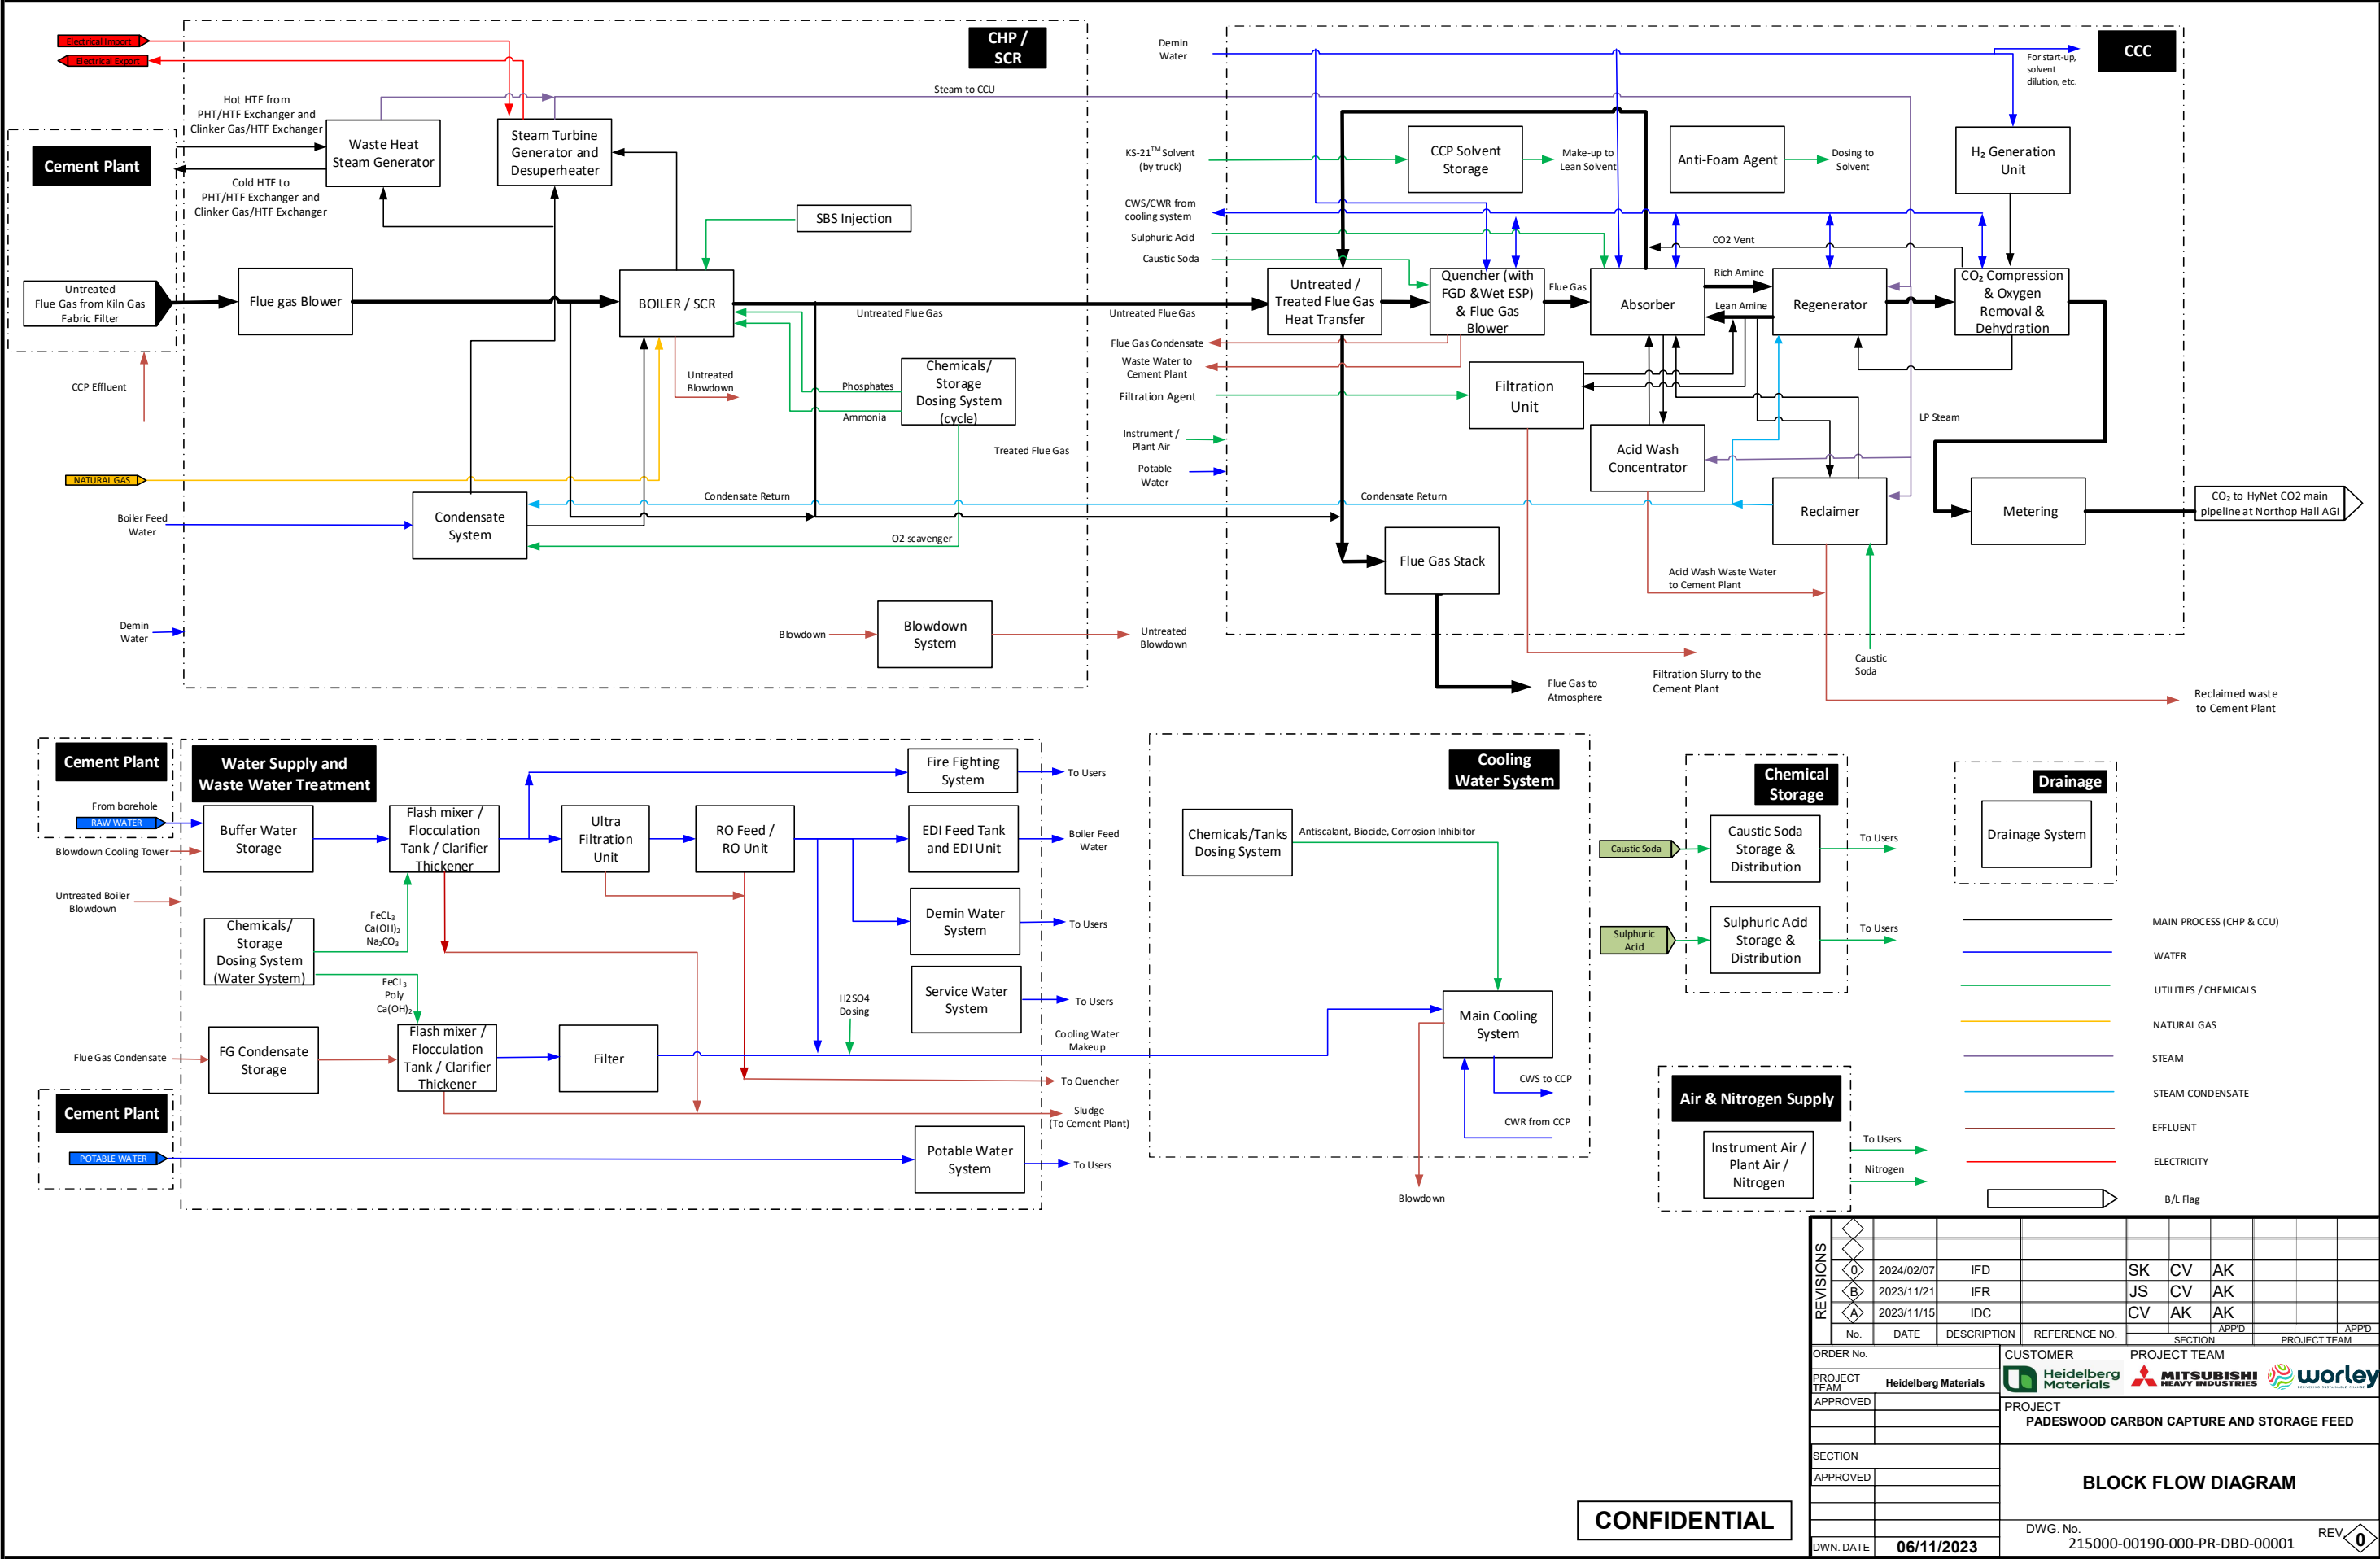 Electrical Import
Electrical Export
CHP /
SCR
Hot HTF from
PHT/HTF Exchanger and
Clinker Gas/HTF Exchanger
Cement Plant
Waste Heat
Steam Generator
Steam Turbine
Generator and
Desuperheater
Cold HTF to
PHT/HTF Exchanger and
Clinker Gas/HTF Exchanger
Steam to CCU
SBS Injection
Untreated
Flue Gas from Kiln Gas
Fabric Filter
Flue gas Blower
BOILER / SCR
Untreated Flue Gas
CCP Effluent
Untreated
Blowdown
Phosphates
Ammonia
Chemicals/
Storage
Dosing System
(cycle)
Treated Flue Gas
NATURAL GAS
Boiler Feed
Water
Condensate
System
Condensate Return
O2 scavenger
Demin
Water
Blowdown
Blowdown
System
Untreated
Blowdown
Demin
Water
CCC
For start-up,
solvent
dilution, etc.
KS-21™ Solvent
(by truck)
CCP Solvent
Storage
Make-up to
Lean Solvent
Anti-Foam Agent
Dosing to
Solvent
H₂ Generation
Unit
CWS/CWR from
cooling system
Sulphuric Acid
Caustic Soda
CO2 Vent
Untreated Flue Gas
Untreated /
Treated Flue Gas
Heat Transfer
Quencher (with
FGD &Wet ESP)
& Flue Gas
Blower
Flue Gas
Absorber
Rich Amine
Lean Amine
Regenerator
CO₂ Compression
& Oxygen
Removal &
Dehydration
Flue Gas Condensate
Waste Water to
Cement Plant
Filtration Agent
Filtration
Unit
Instrument /
Plant Air
Potable
Water
Acid Wash
Concentrator
LP Steam
Condensate Return
Reclaimer
Metering
CO₂ to HyNet CO2 main
pipeline at Northop Hall AGI
Flue Gas Stack
Acid Wash Waste Water
to Cement Plant
Caustic
Soda
Filtration Slurry to the
Cement Plant
Flue Gas to
Atmosphere
Reclaimed waste
to Cement Plant
Cement Plant
From borehole
RAW WATER
Blowdown Cooling Tower
Untreated Boiler
Blowdown
Water Supply and
Waste Water Treatment
Buffer Water
Storage
Flash mixer /
Flocculation
Tank / Clarifier
Thickener
Ultra
Filtration
Unit
RO Feed /
RO Unit
Fire Fighting
System
To Users
EDI Feed Tank
and EDI Unit
Boiler Feed
Water
Demin Water
System
To Users
Service Water
System
To Users
Chemicals/
Storage
Dosing System
(Water System)
FeCL₃
Ca(OH)₂
Na₂CO₃
FeCL₃
Poly
Ca(OH)₂
H2SO4
Dosing
Cooling Water
Makeup
Flue Gas Condensate
FG Condensate
Storage
Flash mixer /
Flocculation
Tank / Clarifier
Thickener
Filter
To Quencher
Sludge
(To Cement Plant)
Cement Plant
POTABLE WATER
Potable Water
System
To Users
Cooling
Water System
Chemicals/Tanks
Dosing System
Antiscalant, Biocide, Corrosion Inhibitor
Main Cooling
System
CWS to CCP
CWR from CCP
Blowdown
Chemical
Storage
Caustic Soda
Caustic Soda
Storage &
Distribution
To Users
Sulphuric
Acid
Sulphuric Acid
Storage &
Distribution
To Users
Drainage
Drainage System
Air & Nitrogen Supply
Instrument Air /
Plant Air /
Nitrogen
To Users
Nitrogen
MAIN PROCESS (CHP & CCU)
WATER
UTILITIES / CHEMICALS
NATURAL GAS
STEAM
STEAM CONDENSATE
EFFLUENT
ELECTRICITY
B/L Flag
REVISIONS
0 2024/02/07 IFD SK CV AK
B 2023/11/21 IFR JS CV AK
A 2023/11/15 IDC CV AK AK
No. DATE DESCRIPTION REFERENCE NO. APP'D APP'D
SECTION PROJECT TEAM
ORDER No.
PROJECT
TEAM
Heidelberg Materials
APPROVED
SECTION
APPROVED
DWN. DATE 06/11/2023
CUSTOMER PROJECT TEAM
Heidelberg
Materials
MITSUBISHI
HEAVY INDUSTRIES
worley
PROJECT
PADESWOOD CARBON CAPTURE AND STORAGE FEED
BLOCK FLOW DIAGRAM
DWG. No.
215000-00190-000-PR-DBD-00001
REV 0
CONFIDENTIAL